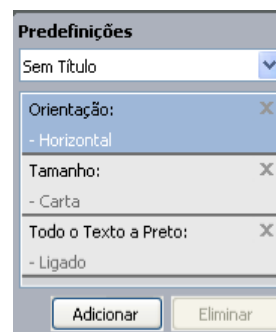 Predefinições
Sem Título
Orientação:
- Horizontal
Tamanho:
- Carta
Todo o Texto a Preto:
- Ligado
Adicionar
Eliminar